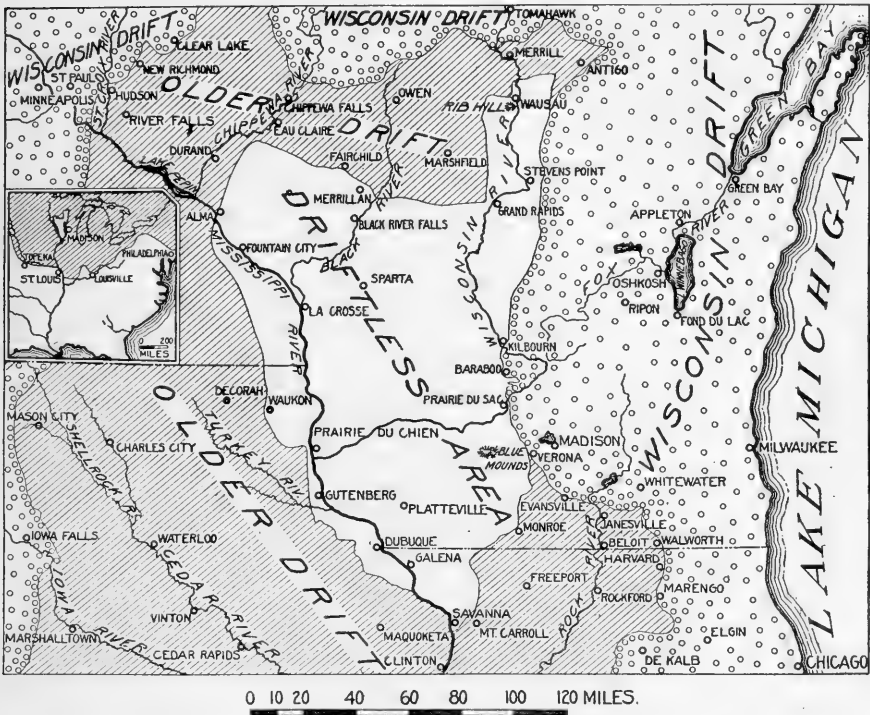 WISCONSIN DRIFT
TOMAHAWK
WISCONSIN DRIFT
CLEAR LAKE
MERRILL
ANTIGO
ST PAUL
NEW RICHMOND
MINNEAPOLIS
HUDSON
OLDER DRIFT
CHIPPEWA RIVER
CHIPPEWA FALLS
OWEN
RIB HILL
WAUSAU
RIVER FALLS
EAU CLAIRE
DURAND
FAIRCHILD
MARSHFIELD
LAKE PEPIN
MERRILLAN
STEVENS POINT
GREEN BAY
GREEN BAY
ALMA
BLACK RIVER FALLS
GRAND RAPIDS
APPLETON
FOUNTAIN CITY
BLACK RIVER
WISCONSIN RIVER
FOX RIVER
WINNEBAGO
SPARTA
OSHKOSH
RIPON
FOND DU LAC
MISSISSIPPI RIVER
LA CROSSE
DRIFTLESS AREA
WISCONSIN DRIFT
LAKE MICHIGAN
KILBOURN
BARABOO
PRAIRIE DU SAC
MADISON
TOPEKA
ST LOUIS
LOUISVILLE
PHILADELPHIA
0 200
MILES
DECORAH
WAUKON
OLDER DRIFT
MASON CITY
CHARLES CITY
SHELLROCK RS
TURKEY RIV.
PRAIRIE DU CHIEN
BLUE
MOUNDS
MADISON
VERONA
MILWAUKEE
WHITEWATER
GUTENBERG
PLATTEVILLE
EVANSVILLE
MONROE
JANESVILLE
IOWA FALLS
WATERLOO
DUBUQUE
BELOIT
WALWORTH
GALENA
HARVARD
CEDAR RIVER
IOWA RIVER
FREEPORT
ROCK RIVER
ROCKFORD
MARENGO
VINTON
SAVANNA
MARSHALLTOWN
MAQUOKETA
MT. CARROLL
ELGIN
CEDAR RAPIDS
CLINTON
DE KALB
CHICAGO
0 10 20 40 60 80 100 120 MILES.